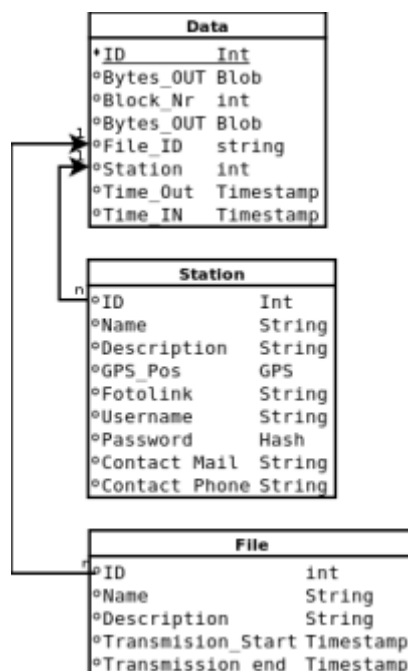 Data
ID Int
Bytes_OUT Blob
Block_Nr int
Bytes_OUT Blob
1
File_ID string
1
Station int
Time_Out Timestamp
Time_IN Timestamp
Station
n
ID Int
Name String
Description String
GPS_Pos GPS
Fotolink String
Username String
Password Hash
Contact Mail String
Contact Phone String
File
n
ID int
Name String
Description String
Transmision_Start Timestamp
Transmission_end Timestamp